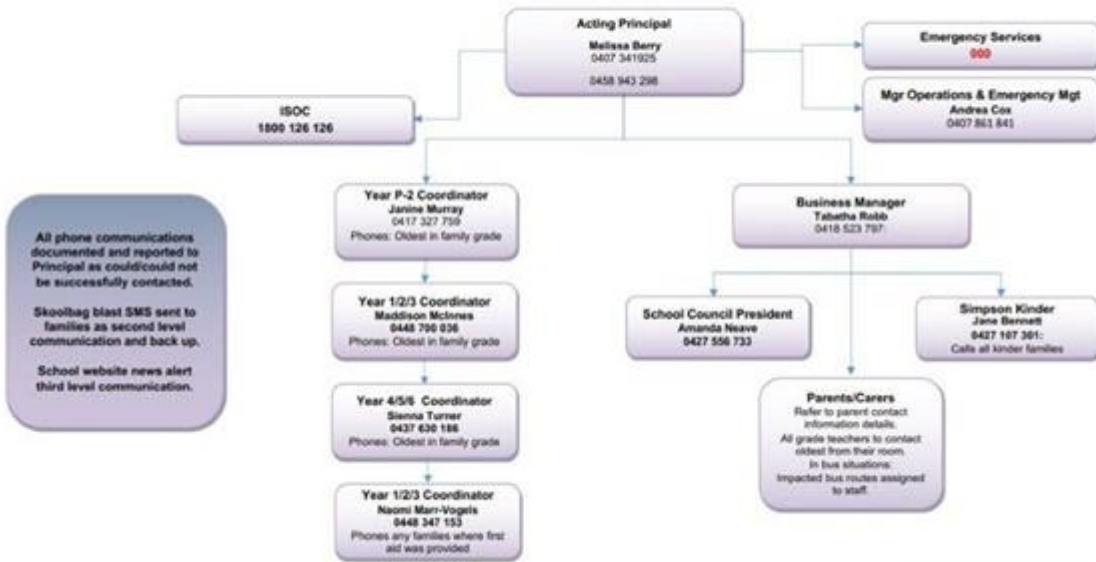 Acting Principal
Melissa Berry
0407 341925
0458 943 298
Emergency Services
000
Mgr Operations & Emergency Mgt
Andrea Cox
0407 861 841
ISOC
1800 126 126
Year P-2 Coordinator
Janine Murray
0417 327 759
Phones: Oldest in family grade
Business Manager
Tabatha Robb
0418 523 797:
All phone communications
documented and reported to
Principal as could/could not
be successfully contacted.
Skoolbag blast SMS sent to
families as second level
communication and back up.
School website news alert
third level communication.
Year 1/2/3 Coordinator
Maddison McInnes
0448 700 036
Phones: Oldest in family grade
School Council President
Amanda Neave
0427 556 733
Simpson Kinder
Jane Bennett
0427 107 301:
Calls all kinder families
Year 4/5/6 Coordinator
Sienna Turner
0437 630 186
Phones: Oldest in family grade
Parents/Carers
Refer to parent contact
information details.
All grade teachers to contact
oldest from their room.
In bus situations:
Impacted bus routes assigned
to staff.
Year 1/2/3 Coordinator
Naomi Marr-Vogels
0448 347 153
Phones any families where first
aid was provided